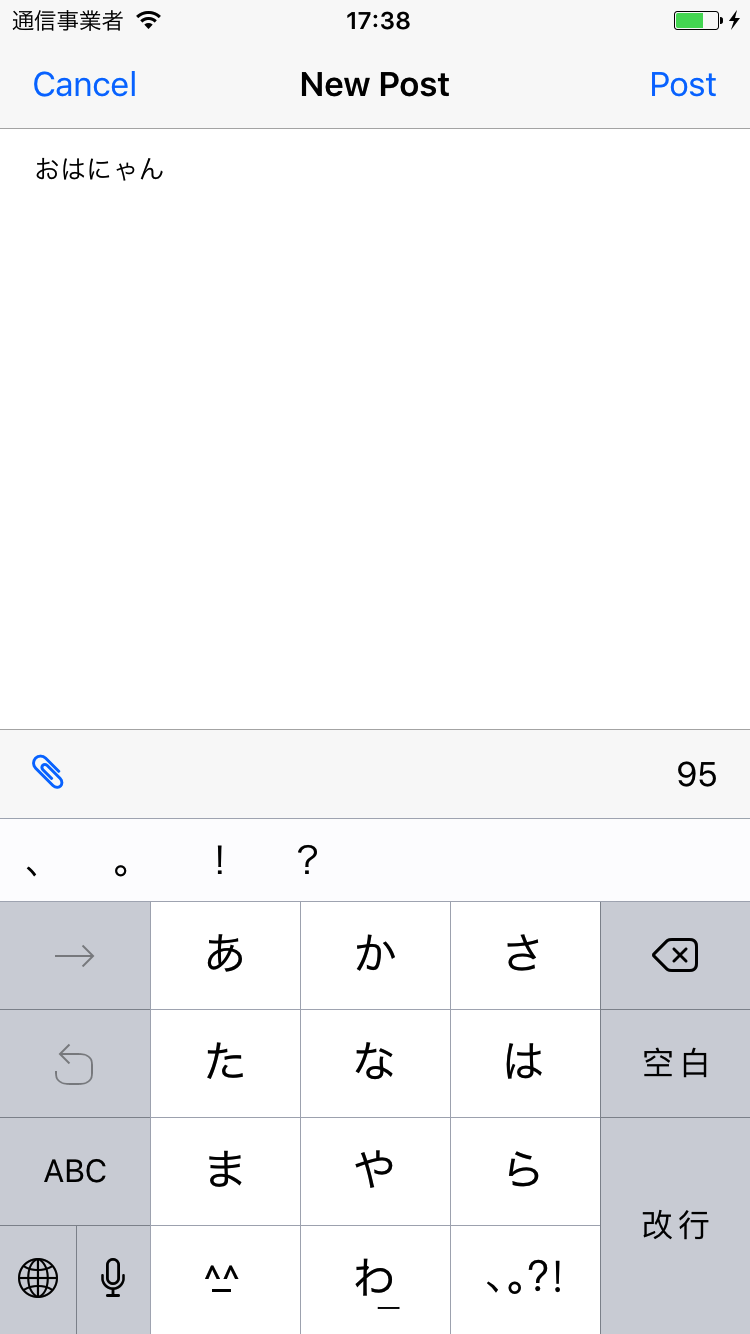 通信事業者 17:38
Cancel New Post Post
おはにゃん
95
、 。 ! ?
→ あ か さ
た な は 空白
ABC ま や ら 改行
^^ わ 、。?!